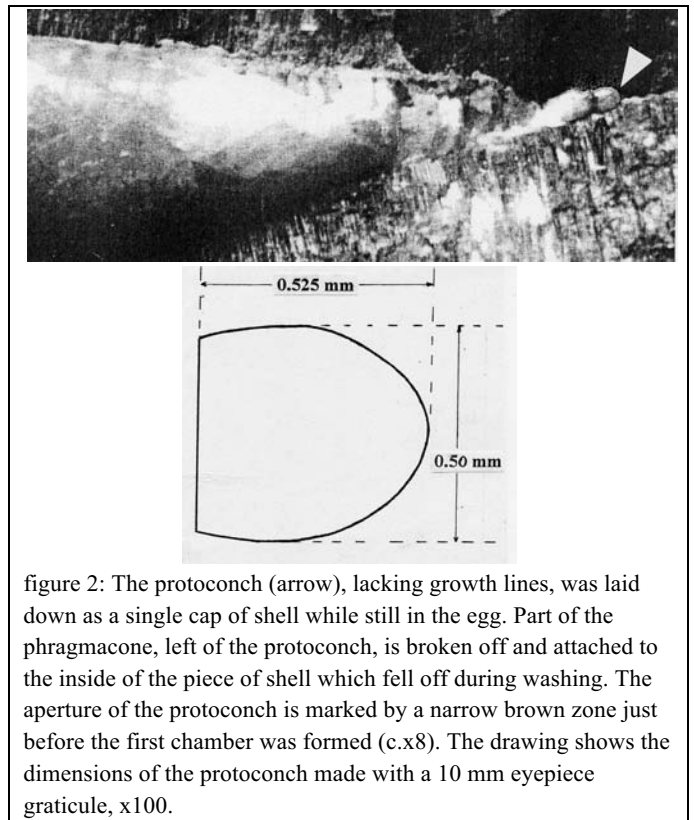 0.525 mm
0.50 mm
figure 2: The protoconch (arrow), lacking growth lines, was laid
down as a single cap of shell while still in the egg. Part of the
phragmacone, left of the protoconch, is broken off and attached to
the inside of the piece of shell which fell off during washing. The
aperture of the protoconch is marked by a narrow brown zone just
before the first chamber was formed (c.x8). The drawing shows the
dimensions of the protoconch made with a 10 mm eyepiece
graticule, x100.